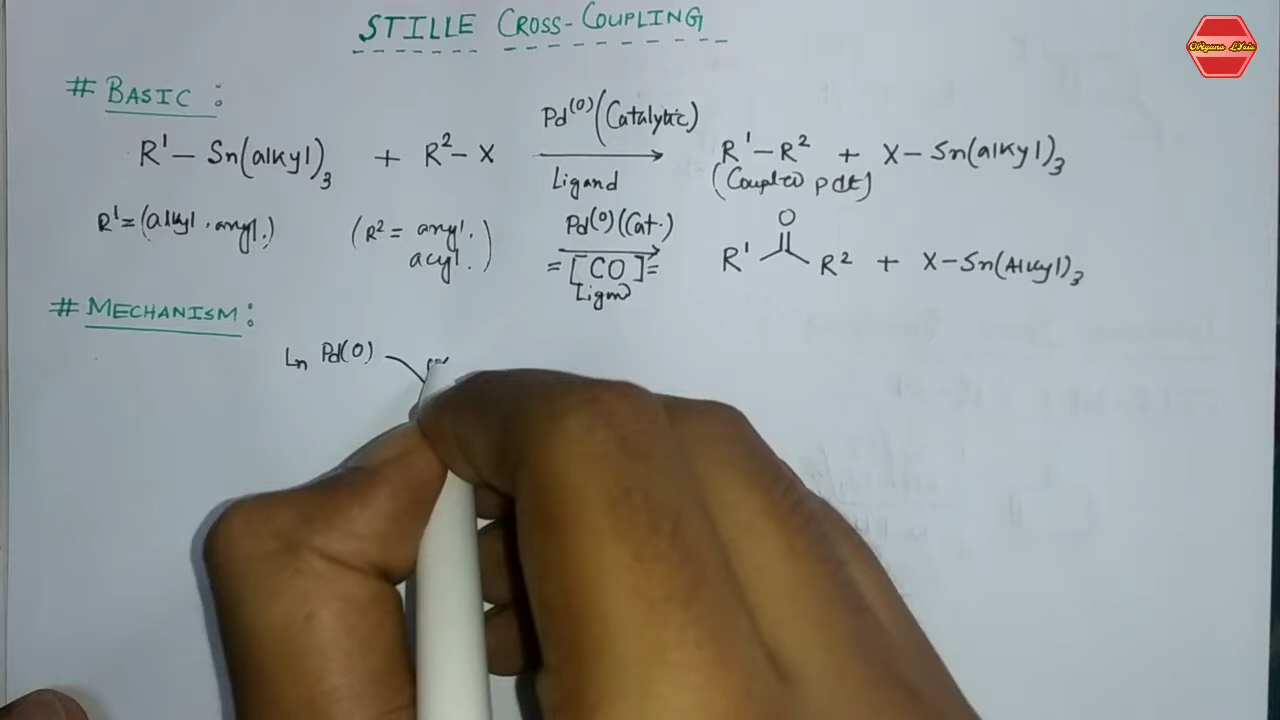 STILLE CROSS-COUPLING
# BASIC :
R¹ – Sn(alkyl)₃ + R² – X Pd⁽⁰⁾(Catalytic) Ligand R¹ – R² + X – Sn(alkyl)₃
(Coupled pdt)
R¹ = (alkyl, aryl.) (R² = aryl. acyl.) Pd(0)(Cat.) = [CO] = Ligand R¹ O R² + X – Sn(Alkyl)₃
# MECHANISM :
Ln Pd(0)